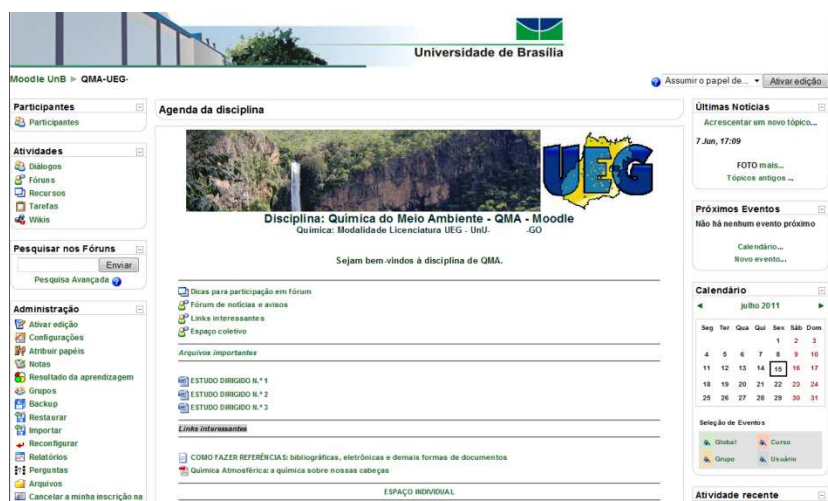 Universidade de Brasília
Moodle UnB ► QMA-UEG-
Assumir o papel de...
Ativar edição
Participantes
Participantes
Atividades
Diálogos
Fóruns
Recursos
Tarefas
Wikis
Pesquisar nos Fóruns
Enviar
Pesquisa Avançada
Administração
Ativar edição
Configurações
Atribuir papéis
Notas
Resultado da aprendizagem
Grupos
Backup
Restaurar
Importar
Reconfigurar
Relatórios
Perguntas
Arquivos
Cancelar a minha inscrição na
Agenda da disciplina
UEG
Disciplina: Química do Meio Ambiente - QMA - Moodle
Química: Modalidade Licenciatura UEG - UnU- -GO
Sejam bem-vindos à disciplina de QMA.
Dicas para participação em fórum
Fórum de notícias e avisos
Links interessantes
Espaço coletivo
Arquivos importantes
ESTUDO DIRIGIDO N.º 1
ESTUDO DIRIGIDO N.º 2
ESTUDO DIRIGIDO N.º 3
Links interessantes
COMO FAZER REFERÊNCIAS: bibliográficas, eletrônicas e demais formas de documentos
Química Atmosférica: a química sobre nossas cabeças
ESPAÇO INDIVIDUAL
Últimas Notícias
Acrescentar um novo tópico...
7 Jun, 17:09
FOTO mais...
Tópicos antigos ...
Próximos Eventos
Não há nenhum evento próximo
Calendário...
Novo evento...
Calendário
◄ julho 2011 ►
Seg Ter Qua Qui Sex Sáb Dom
1 2 3
4 5 6 7 8 9 10
11 12 13 14 15 16 17
18 19 20 21 22 23 24
25 26 27 28 29 30 31
Seleção de Eventos
Global Curso
Grupo Usuário
Atividade recente